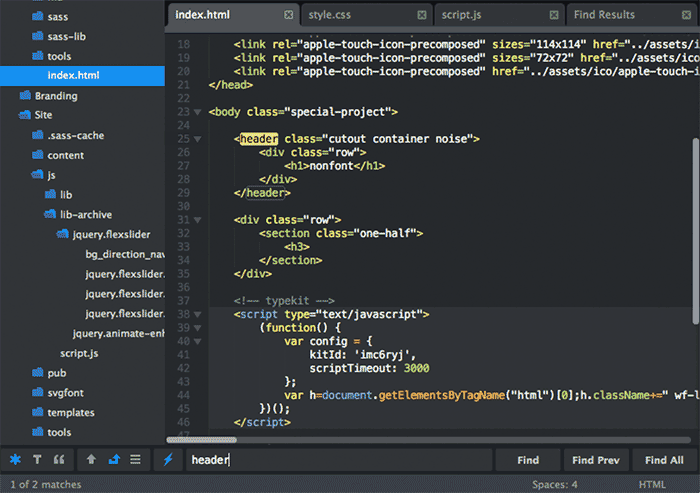 index.html
style.css
script.js
Find Results
sass
sass-lib
tools
index.html
Branding
Site
.sass-cache
content
js
lib
lib-archive
jquery.flexslider
bg_direction_nav
jquery.flexslider.
jquery.flexslider.
jquery.flexslider.
jquery.animate-enh
script.js
pub
svgfont
templates
tools
18 <link rel="apple-touch-icon-precomposed" sizes="114x114" href="../assets/i
19 <link rel="apple-touch-icon-precomposed" sizes="72x72" href="../assets/ico
20 <link rel="apple-touch-icon-precomposed" href="../assets/ico/apple-touch-i
21 </head>
22
23 <body class="special-project">
24
25 <header class="cutout container noise">
26 <div class="row">
27 <h1>nonfont</h1>
28 </div>
29 </header>
30
31 <div class="row">
32 <section class="one-half">
33 <h3>
34 </section>
35 </div>
36
37 <!-- typekit -->
38 <script type="text/javascript">
39 (function() {
40 var config = {
41 kitId: 'imc6ryj',
42 scriptTimeout: 3000
43 };
44 var h=document.getElementsByTagName("html")[0];h.className+=" wf-l
45 })();
46 </script>
header
Find
Find Prev
Find All
1 of 2 matches
Spaces: 4
HTML